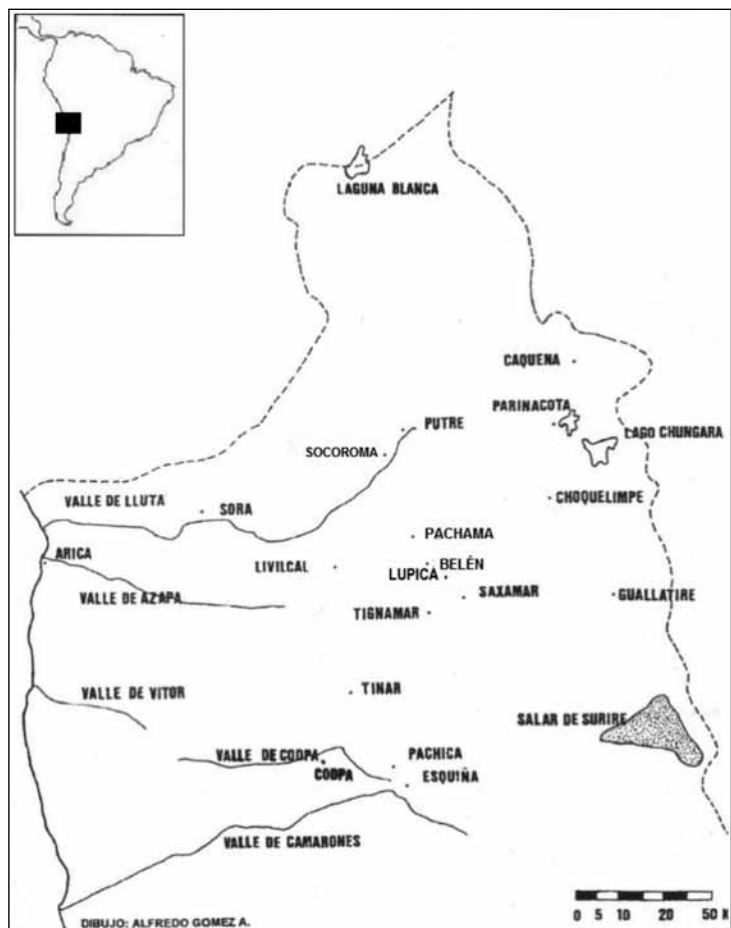 LAGUNA BLANCA
CAQUENA
PARINACOTA
PUTRE
LAGO CHUNGARA
SOCOROMA
VALLE DE LLUTA
SORA
CHOQUELIMPE
PACHAMA
ARICA
LIVILCAL
BELÉN
LUPICA
VALLE DE AZAPA
SAXAMAR
GUALLATIRE
TIGNAMAR
VALLE DE VITOR
TINAR
SALAR DE SURIRE
VALLE DE CODPA
CODPA
PACHICA
ESQUIÑA
VALLE DE CAMARONES
0 5 10 20 50 K
DIBUJO: ALFREDO GOMEZ A.